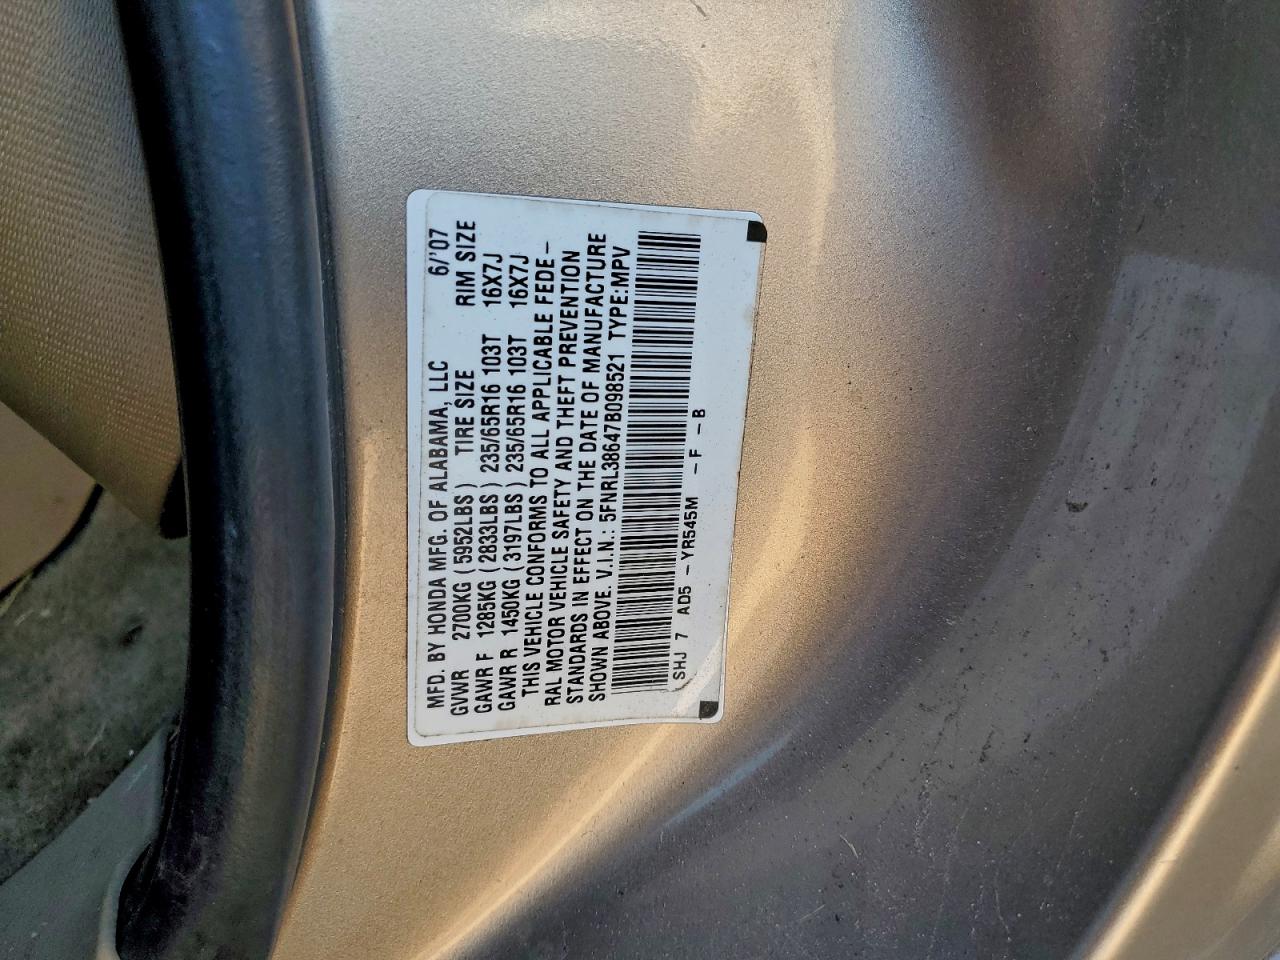 MFD. BY HONDA MFG. OF ALABAMA, LLC 6/'07
GVWR 2700KG (5952LBS) TIRE SIZE RIM SIZE
GAWR F 1285KG (2833LBS) 235/65R16 103T 16X7J
GAWR R 1450KG (3197LBS) 235/65R16 103T 16X7J
THIS VEHICLE CONFORMS TO ALL APPLICABLE FEDE-
RAL MOTOR VEHICLE SAFETY AND THEFT PREVENTION
STANDARDS IN EFFECT ON THE DATE OF MANUFACTURE
SHOWN ABOVE. V.I.N.: 5FNRL38647B098521 TYPE:MPV
SHJ 7 AD5 - YR545M - F - B